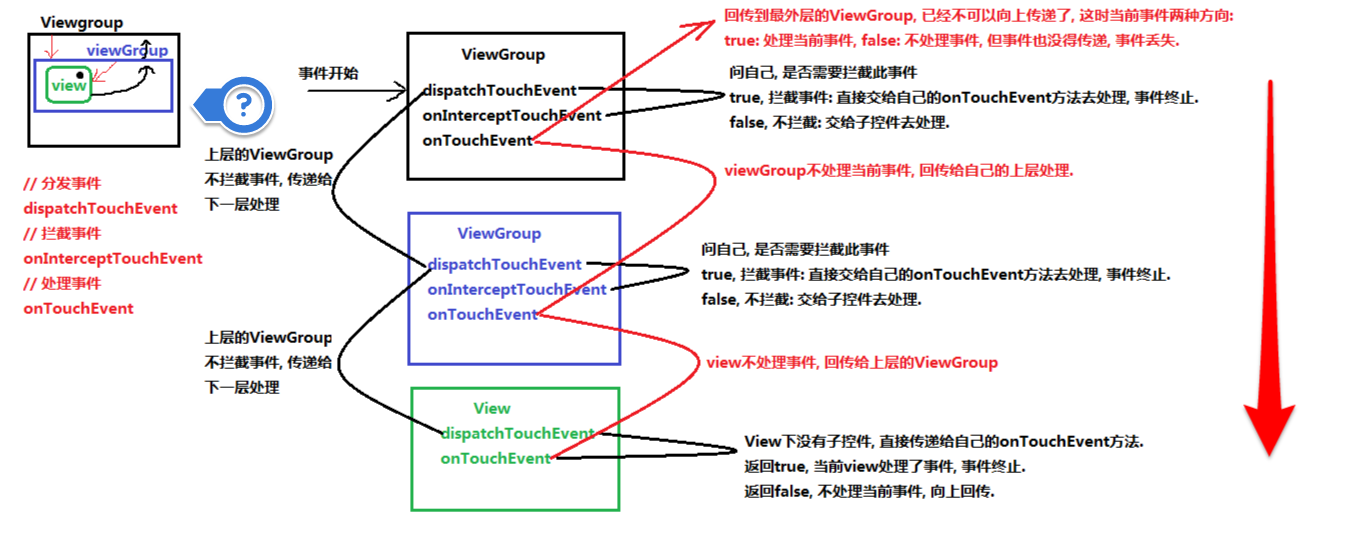 Viewgroup
viewGroup
view
?
// 分发事件
dispatchTouchEvent
// 拦截事件
onInterceptTouchEvent
// 处理事件
onTouchEvent
事件开始
上层的ViewGroup
不拦截事件, 传递给
下一层处理
上层的ViewGroup
不拦截事件, 传递给
下一层处理
ViewGroup
dispatchTouchEvent
onInterceptTouchEvent
onTouchEvent
ViewGroup
dispatchTouchEvent
onInterceptTouchEvent
onTouchEvent
View
dispatchTouchEvent
onTouchEvent
回传到最外层的ViewGroup, 已经不可以向上传递了, 这时当前事件两种方向:
true: 处理当前事件, false: 不处理事件, 但事件也没得传递, 事件丢失.
问自己, 是否需要拦截此事件
true, 拦截事件: 直接交给自己的onTouchEvent方法去处理, 事件终止.
false, 不拦截: 交给子控件去处理.
viewGroup不处理当前事件, 回传给自己的上层处理.
问自己, 是否需要拦截此事件
true, 拦截事件: 直接交给自己的onTouchEvent方法去处理, 事件终止.
false, 不拦截: 交给子控件去处理.
view不处理事件, 回传给上层的ViewGroup
View下没有子控件, 直接传递给自己的onTouchEvent方法.
返回true, 当前view处理了事件, 事件终止.
返回false, 不处理当前事件, 向上回传.